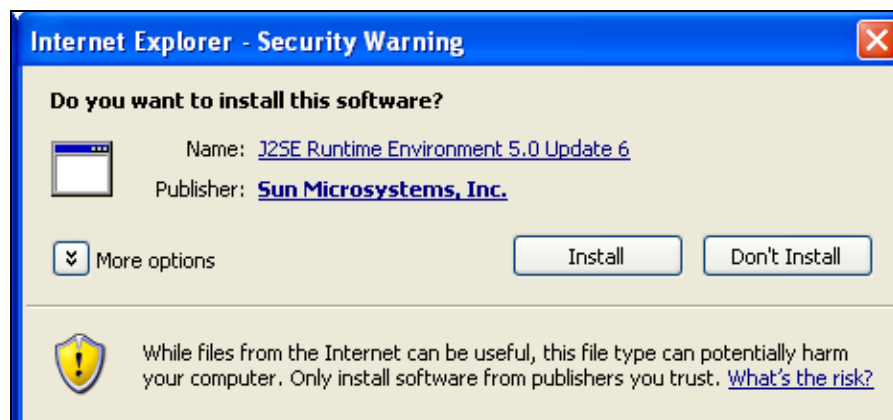 Internet Explorer - Security Warning
Do you want to install this software?
Name: J2SE Runtime Environment 5.0 Update 6
Publisher: Sun Microsystems, Inc.
More options
Install
Don't Install
While files from the Internet can be useful, this file type can potentially harm
your computer. Only install software from publishers you trust. What's the risk?